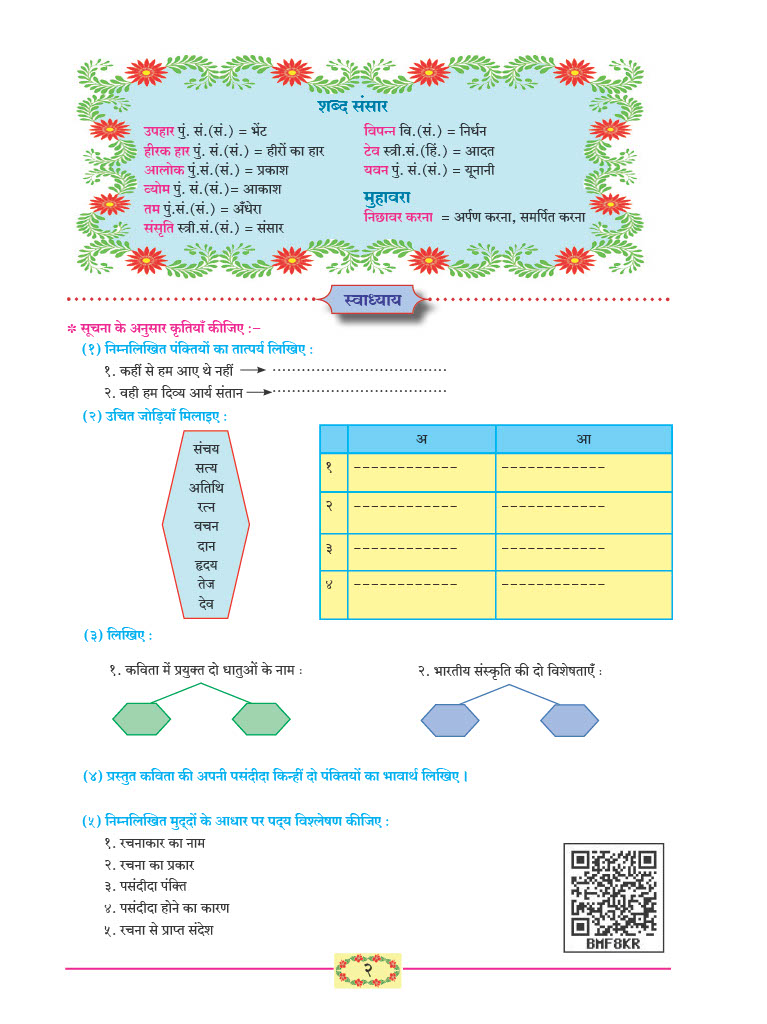 शब्द संसार
उपहार पुं. सं.(सं.) = भेंट
हीरक हार पुं. सं.(सं.) = हीरों का हार
आलोक पुं.सं.(सं.) = प्रकाश
व्योम पुं. सं.(सं.)= आकाश
तम पुं.सं.(सं.) = अँधेरा
संसृति स्त्री.सं.(सं.) = संसार
विपन्न वि.(सं.) = निर्धन
टेव स्त्री.सं.(हिं.) = आदत
यवन पुं. सं.(सं.) = यूनानी
मुहावरा
निछावर करना = अर्पण करना, समर्पित करना
स्वाध्याय
* सूचना के अनुसार कृतियाँ कीजिए :-
(१) निम्नलिखित पंक्तियों का तात्पर्य लिखिए :
१. कहीं से हम आए थे नहीं → ...................................
२. वही हम दिव्य आर्य संतान → ...................................
(२) उचित जोड़ियाँ मिलाइए :
संचय
सत्य
अतिथि
रत्न
वचन
दान
हृदय
तेज
देव
अ आ
१ ------------ ------------
२ ------------ ------------
३ ------------ ------------
४ ------------ ------------
(३) लिखिए :
१. कविता में प्रयुक्त दो धातुओं के नाम :
२. भारतीय संस्कृति की दो विशेषताएँ :
(४) प्रस्तुत कविता की अपनी पसंदीदा किन्हीं दो पंक्तियों का भावार्थ लिखिए ।
(५) निम्नलिखित मुद्दों के आधार पर पद्य विश्लेषण कीजिए :
१. रचनाकार का नाम
२. रचना का प्रकार
३. पसंदीदा पंक्ति
४. पसंदीदा होने का कारण
५. रचना से प्राप्त संदेश
BMF8KR
२